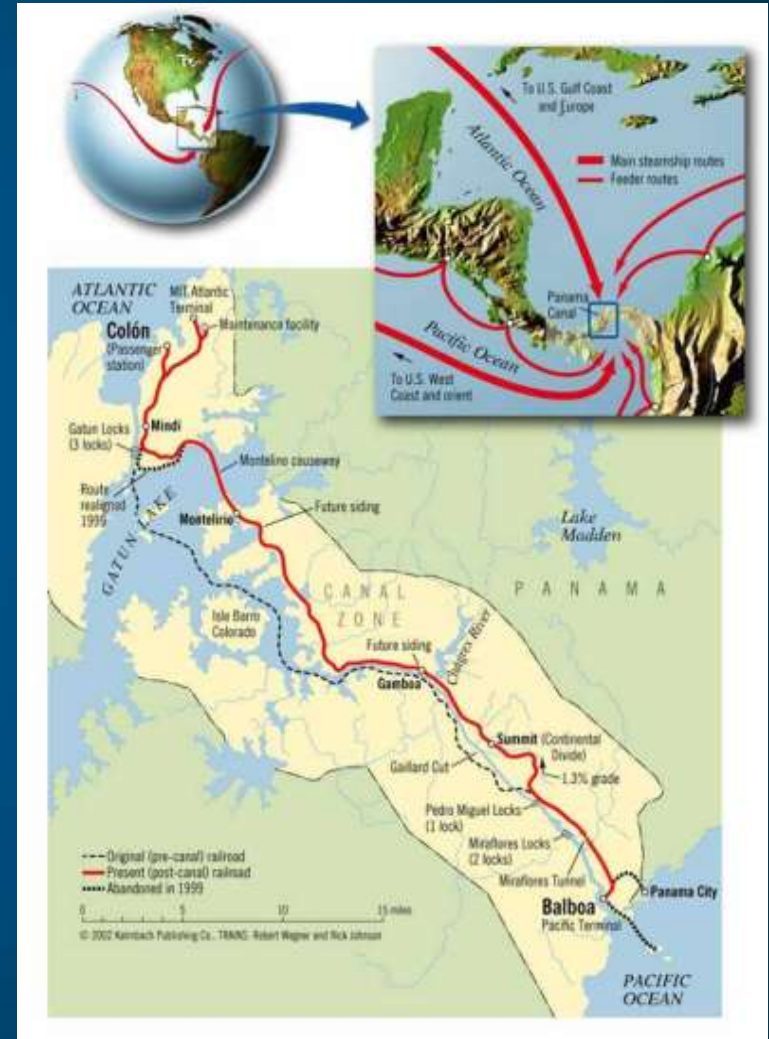 To U.S. Gulf Coast
and Europe
Atlantic Ocean
Main steamship routes
Feeder routes
Panama
Canal
Pacific Ocean
To U.S. West
Coast and orient
ATLANTIC
OCEAN
MIT Atlantic
Terminal
Maintenance facility
Colón
(Passenger
station)
Mindi
Gatun Locks
(3 locks)
Montelirio causeway
Route
realigned
1999
GATUN LAKE
Montelirio
Future siding
Lake
Madden
CANAL
ZONE
PANAMA
Isle Barro
Colorado
Future siding
Chagres River
Gamboa
Summit (Continental
Divide)
Gaillard Cut
1.3% grade
Pedro Miguel Locks
(1 lock)
Miraflores Locks
(2 locks)
Miraflores Tunnel
Original (pre-canal) railroad
Present (post-canal) railroad
Abandoned in 1999
0 5 10 15 miles
© 2002 Kalmbach Publishing Co., TRAINS: Robert Wegner and Rick Johnson
Balboa
Pacific Terminal
Panama City
PACIFIC
OCEAN